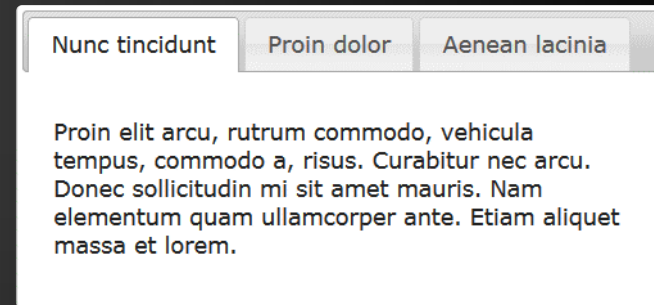 Nunc tincidunt Proin dolor Aenean lacinia
Proin elit arcu, rutrum commodo, vehicula
tempus, commodo a, risus. Curabitur nec arcu.
Donec sollicitudin mi sit amet mauris. Nam
elementum quam ullamcorper ante. Etiam aliquet
massa et lorem.